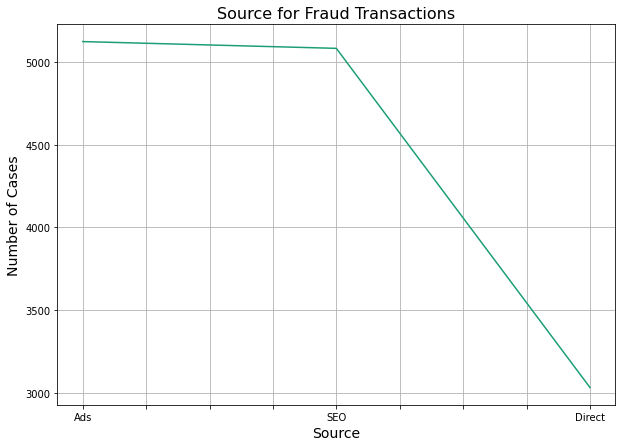 Source for Fraud Transactions
Number of Cases
5000
4500
4000
3500
3000
Ads SEO Direct
Source